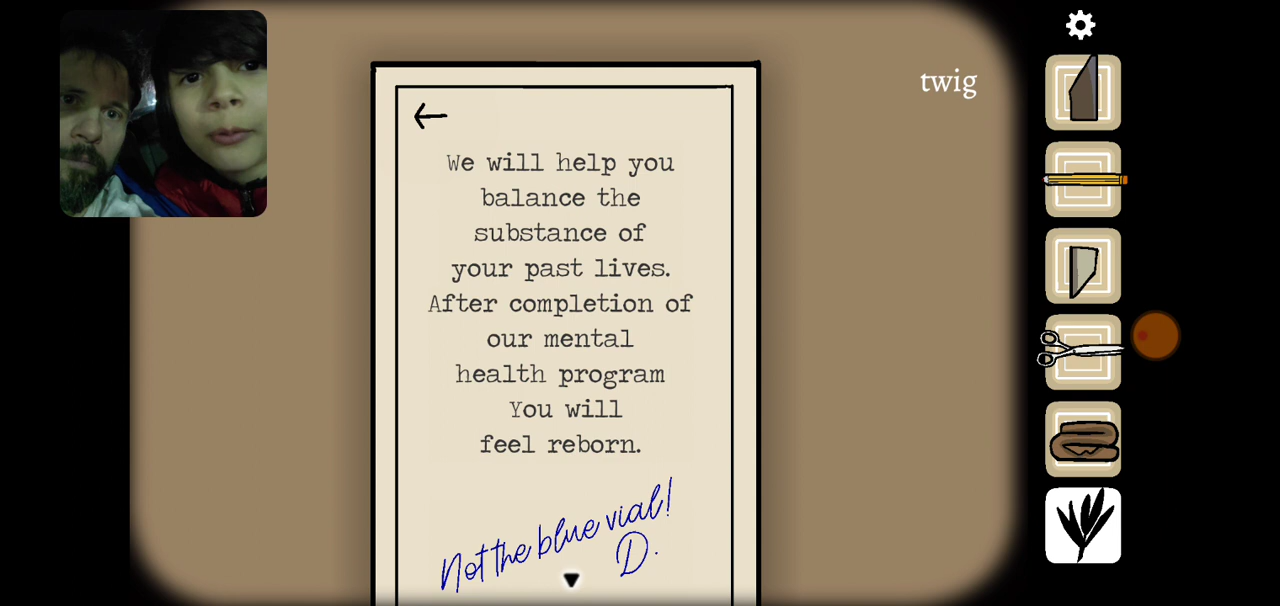 twig
We will help you
balance the
substance of
your past lives.
After completion of
our mental
health program
You will
feel reborn.
Not the blue vial!
D.